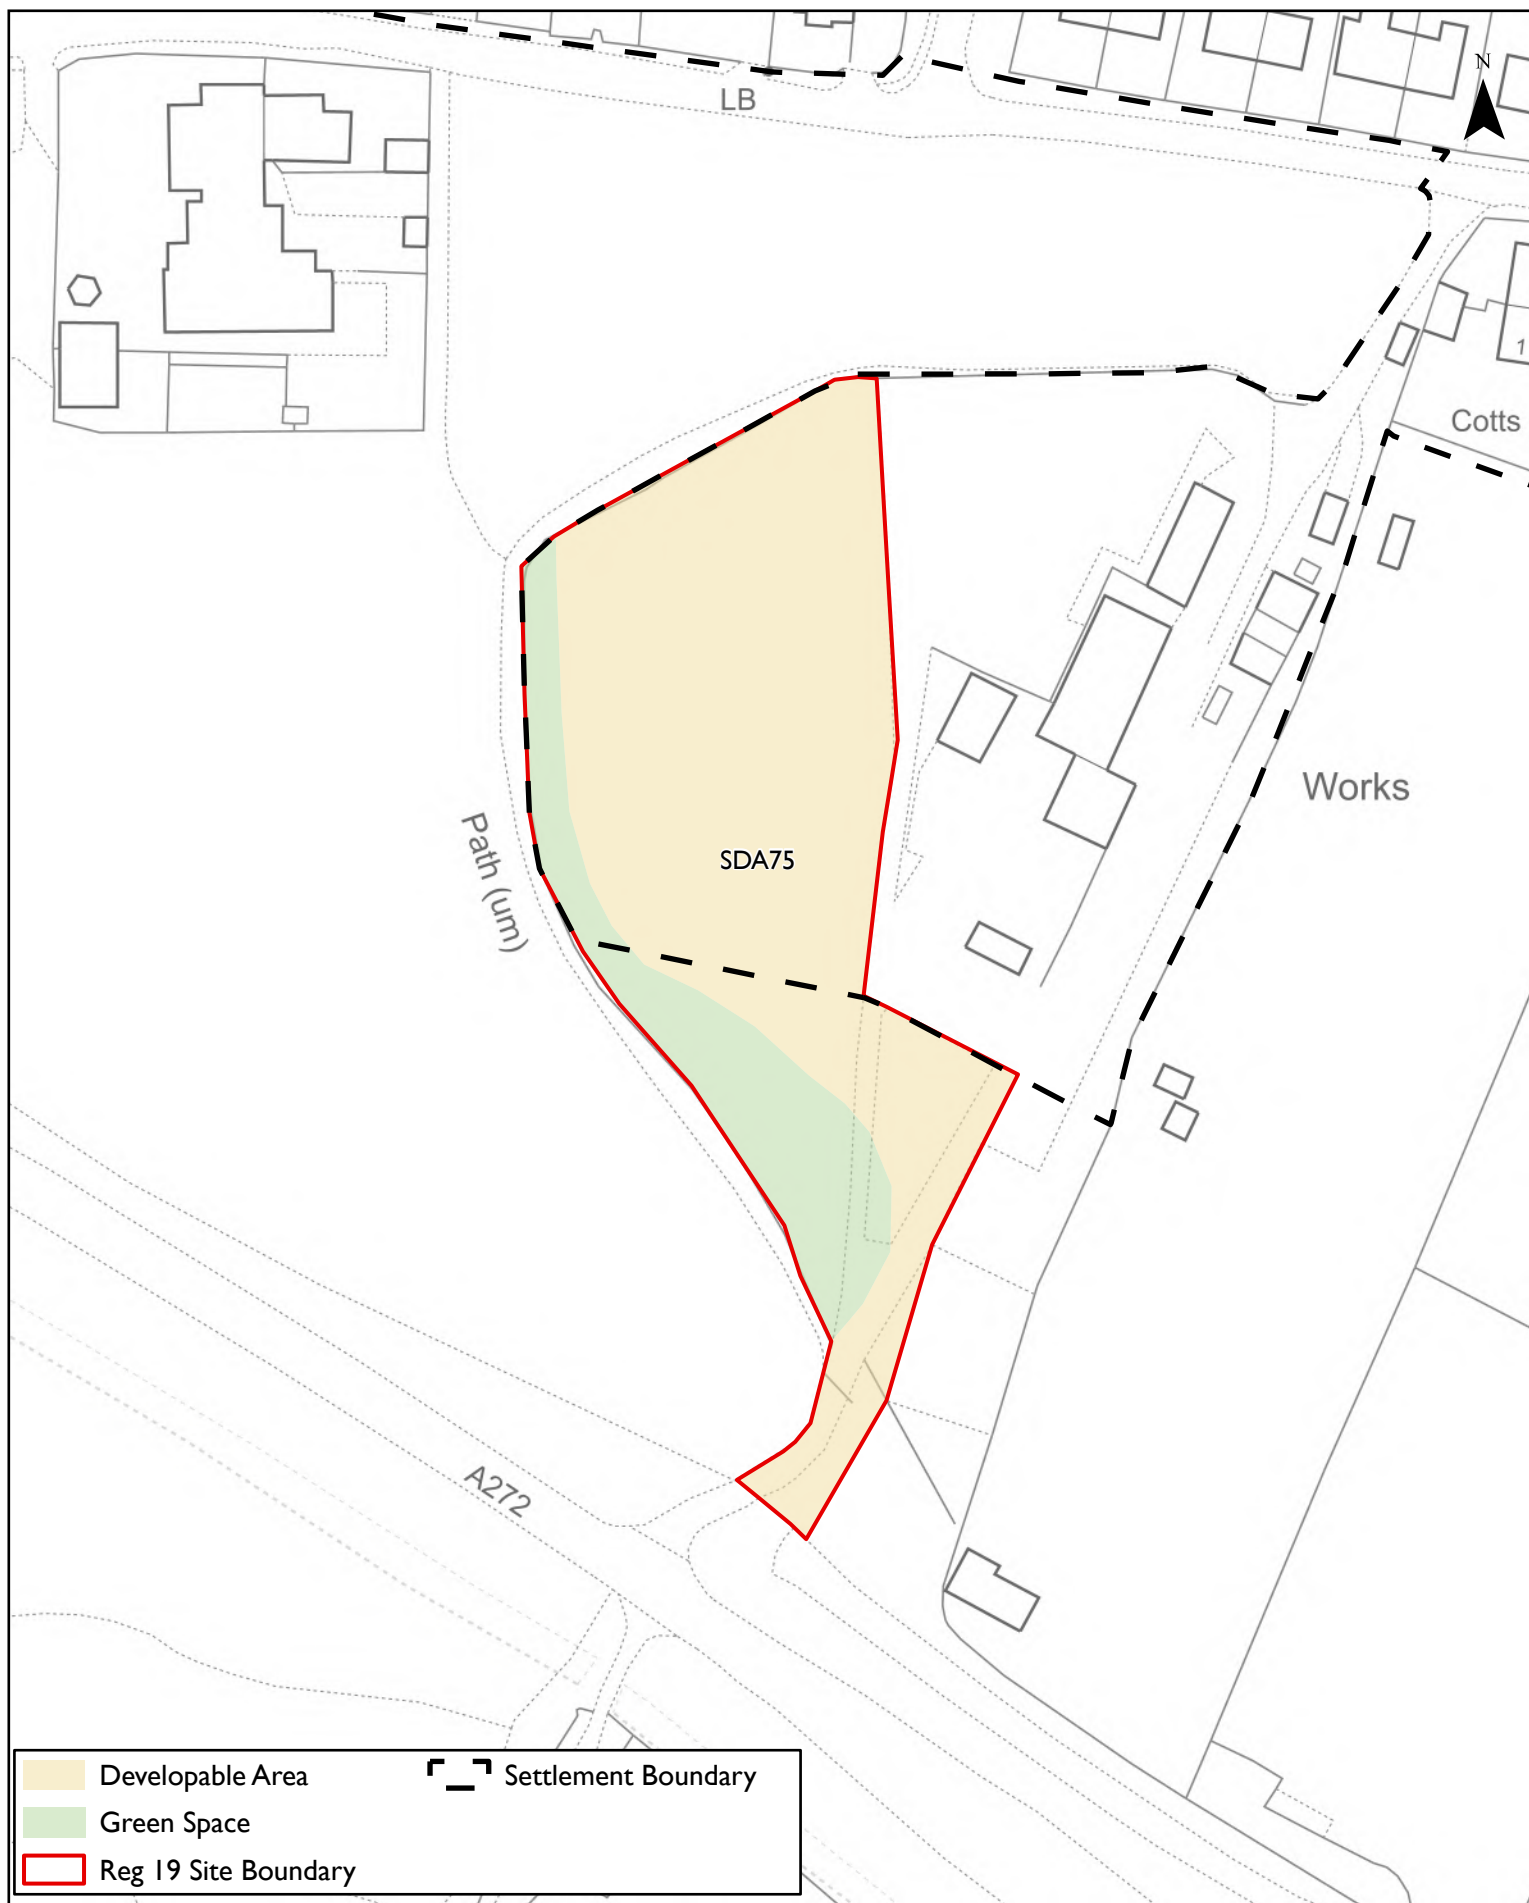 N
LB
1
Cotts
Works
SDA75
Path (um)
A272
Developable Area
Settlement Boundary
Green Space
Reg 19 Site Boundary